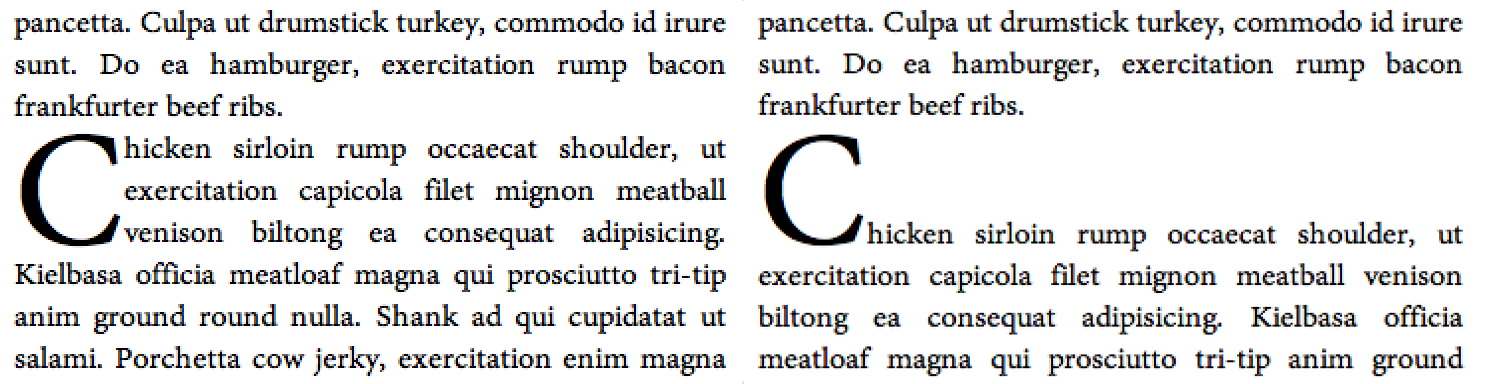 pancetta. Culpa ut drumstick turkey, commodo id irure
sunt. Do ea hamburger, exercitation rump bacon
frankfurter beef ribs.
Chicken sirloin rump occaecat shoulder, ut
exercitation capicola filet mignon meatball
venison biltong ea consequat adipisicing.
Kielbasa officia meatloaf magna qui prosciutto tri-tip
anim ground round nulla. Shank ad qui cupidatat ut
salami. Porchetta cow jerky, exercitation enim magna
pancetta. Culpa ut drumstick turkey, commodo id irure
sunt. Do ea hamburger, exercitation rump bacon
frankfurter beef ribs.
Chicken sirloin rump occaecat shoulder, ut
exercitation capicola filet mignon meatball venison
biltong ea consequat adipisicing. Kielbasa officia
meatloaf magna qui prosciutto tri-tip anim ground